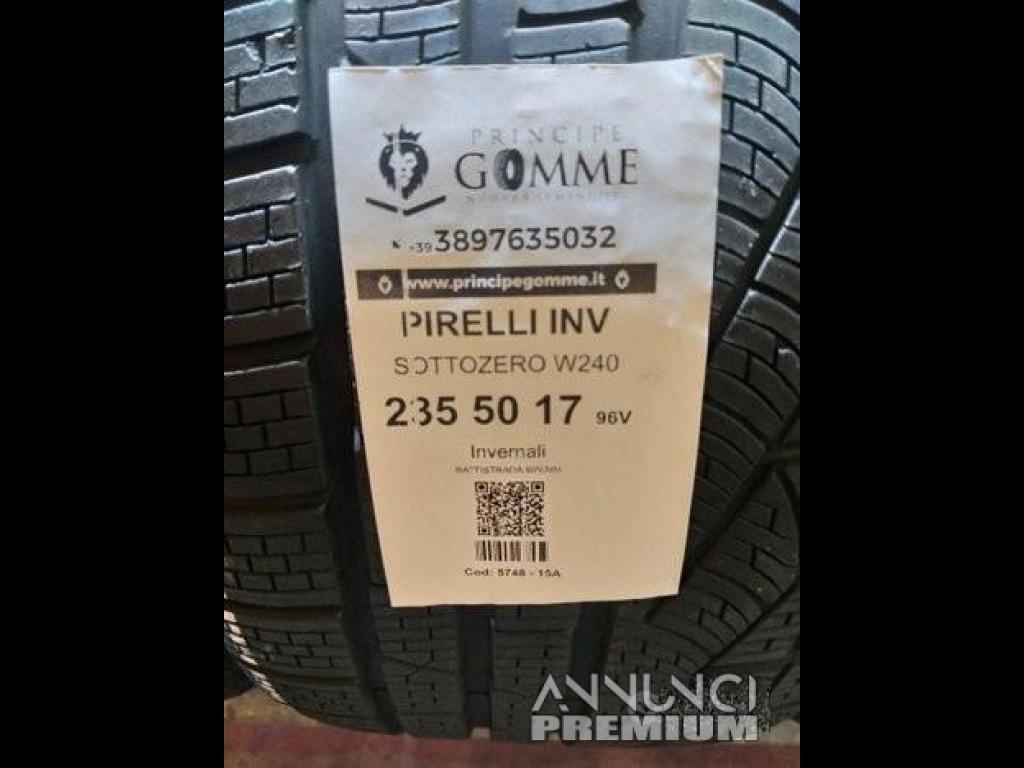 PRINCIPE
GOMME
+39 3897635032
www.principegomme.it
PIRELLI INV
SOTTOZERO W240
235 50 17 96V
Invernali
BATTISTRADA
Cod: 5748 - 15A
ANNUNCI
PREMIUM